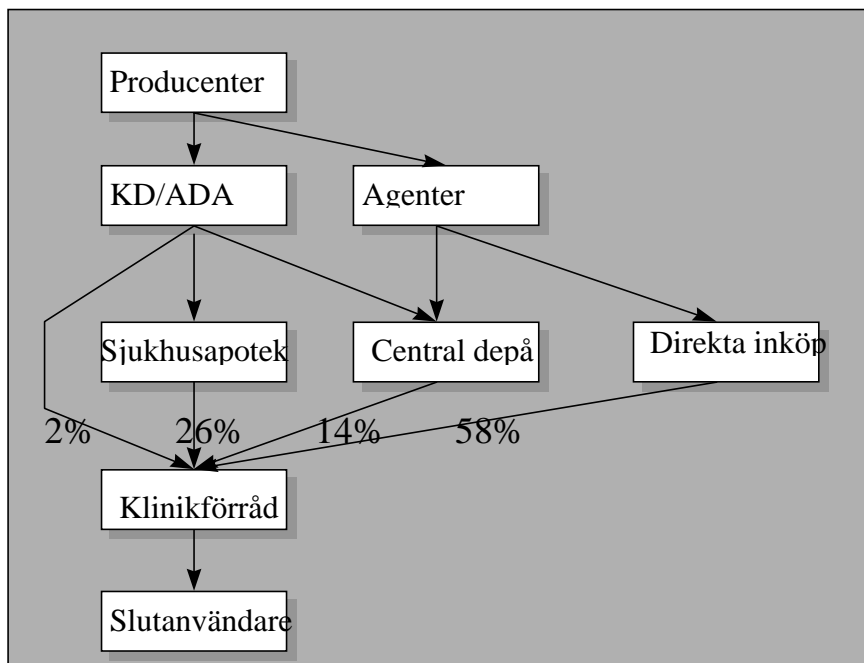 Producenter
KD/ADA
Agenter
Sjukhusapotek
Central depå
Direkta inköp
2%
26%
14%
58%
Klinikförråd
Slutanvändare